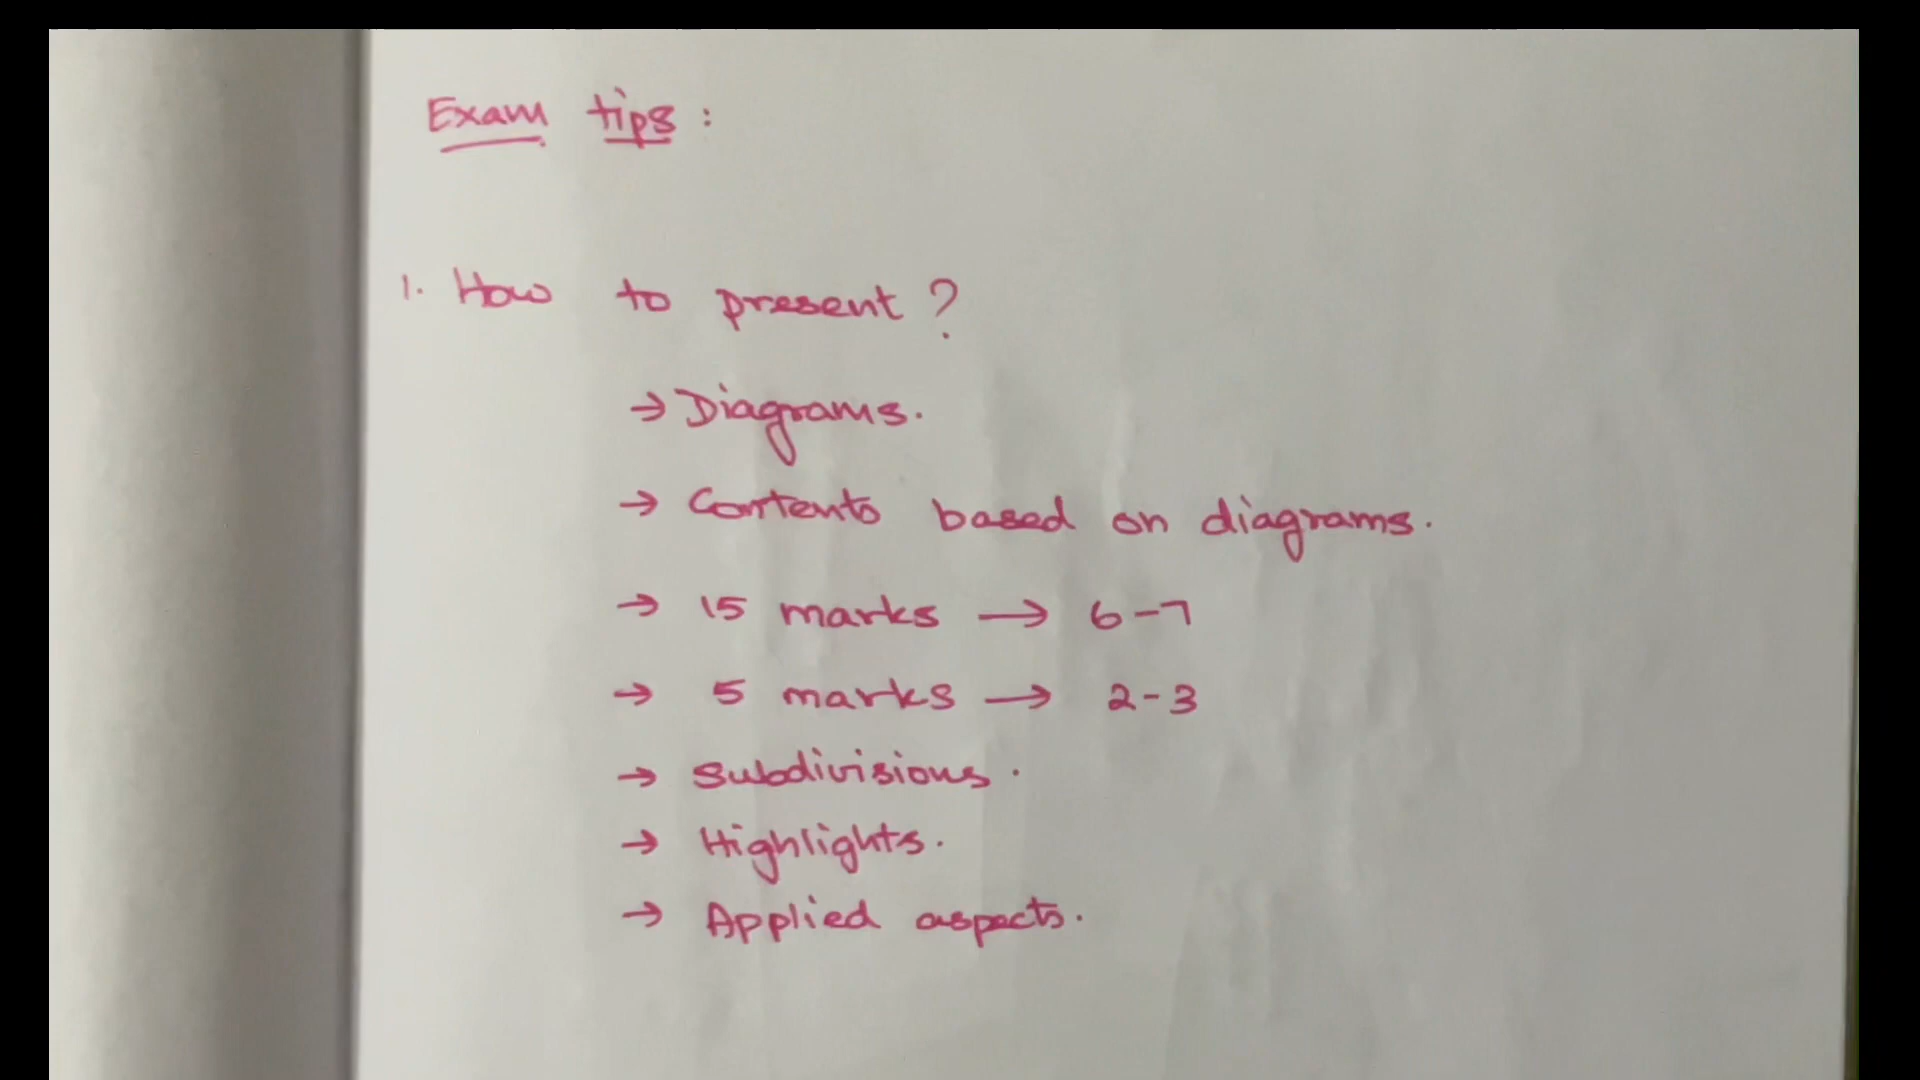 Exam tips :
1. How to present ?
→ Diagrams.
→ Contents based on diagrams.
→ 15 marks → 6-7
→ 5 marks → 2-3
→ Subdivisions.
→ Highlights.
→ Applied aspects.